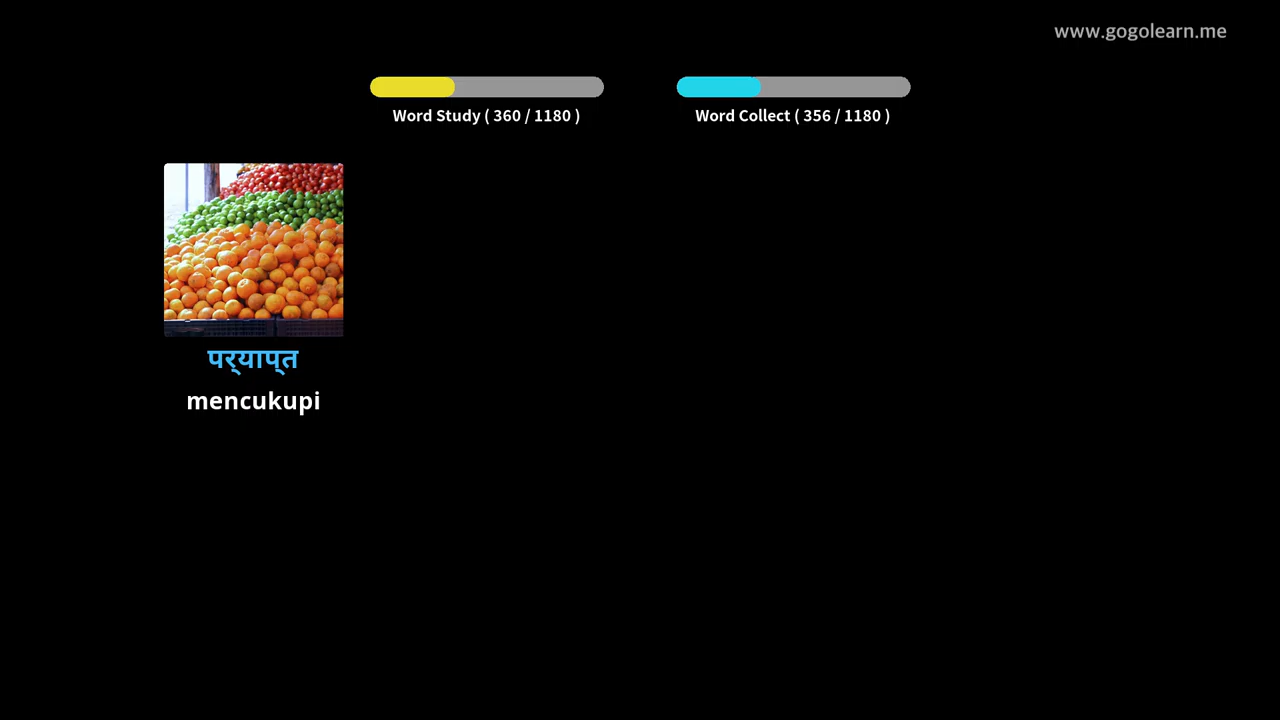 www.gogolearn.me
Word Study ( 360 / 1180 )
Word Collect ( 356 / 1180 )
पर्याप्त
mencukupi